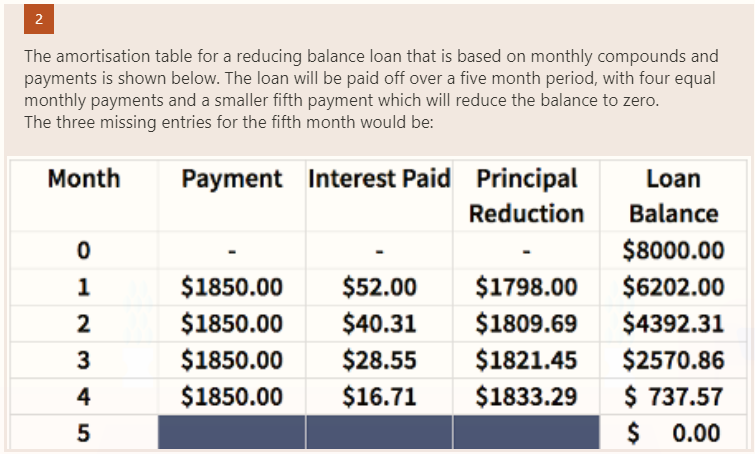 2
The amortisation table for a reducing balance loan that is based on monthly compounds and
payments is shown below. The loan will be paid off over a five month period, with four equal
monthly payments and a smaller fifth payment which will reduce the balance to zero.
The three missing entries for the fifth month would be:
Month Payment Interest Paid Principal Reduction Loan Balance
0 - - - $8000.00
1 $1850.00 $52.00 $1798.00 $6202.00
2 $1850.00 $40.31 $1809.69 $4392.31
3 $1850.00 $28.55 $1821.45 $2570.86
4 $1850.00 $16.71 $1833.29 $ 737.57
5 $ 0.00